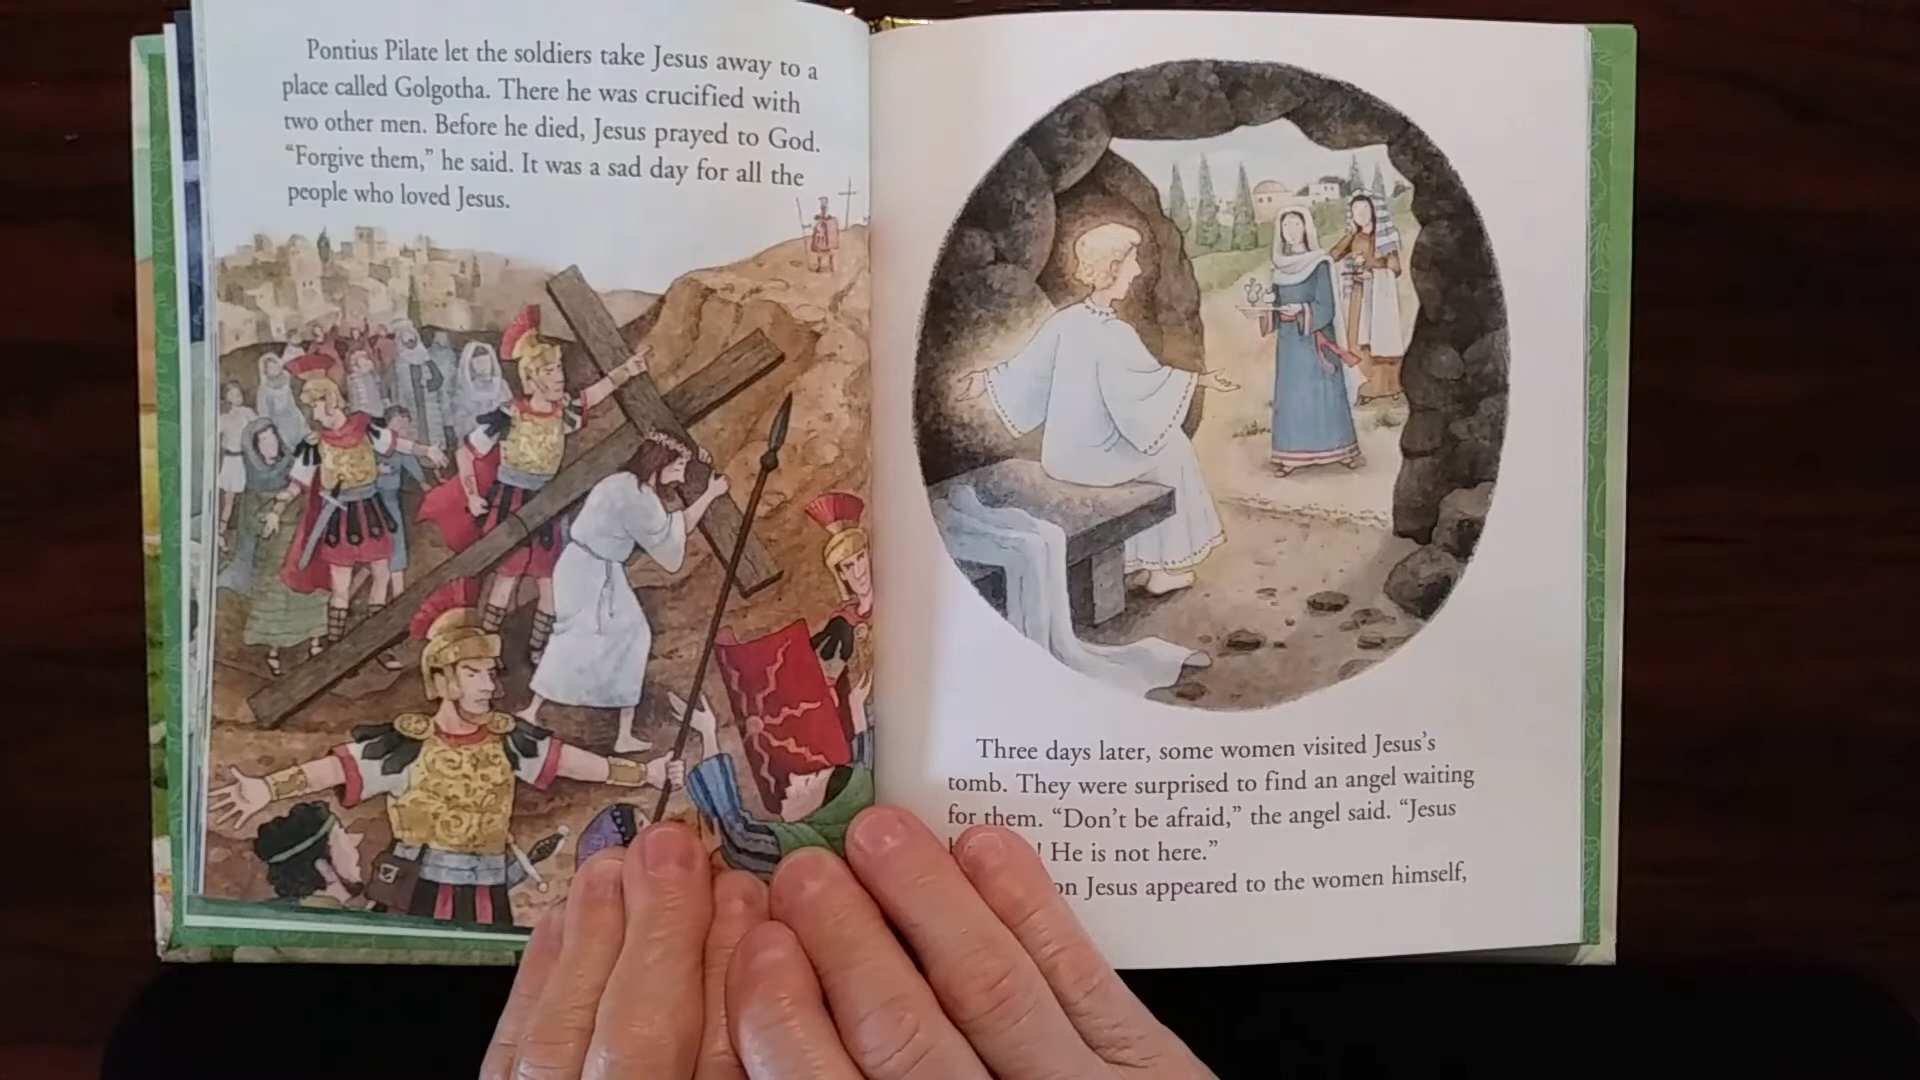 Pontius Pilate let the soldiers take Jesus away to a
place called Golgotha. There he was crucified with
two other men. Before he died, Jesus prayed to God.
“Forgive them,” he said. It was a sad day for all the
people who loved Jesus.
Three days later, some women visited Jesus’s
tomb. They were surprised to find an angel waiting
for them. “Don’t be afraid,” the angel said. “Jesus
! He is not here.”
Jesus appeared to the women himself,